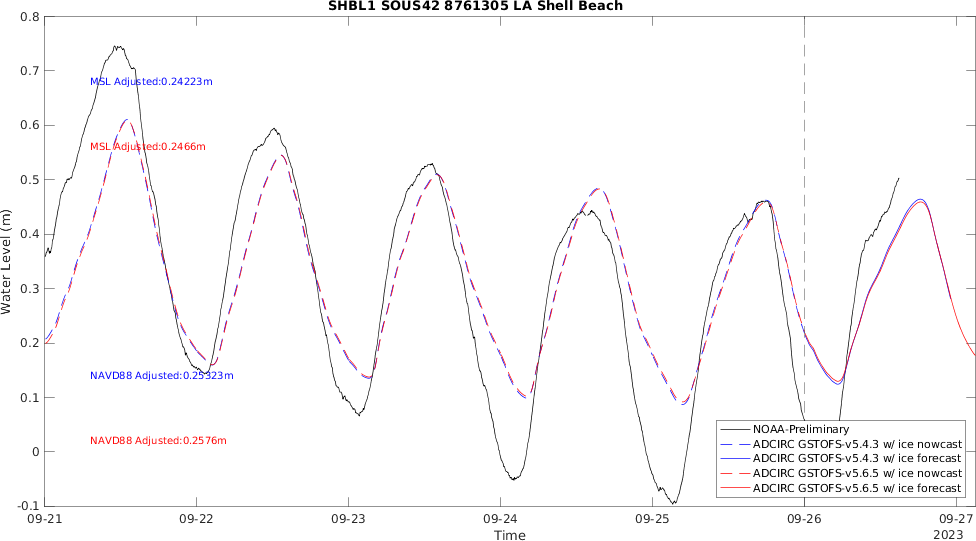 SHBL1 SOUS42 8761305 LA Shell Beach
0.8
0.7
0.6
0.5
0.4
0.3
0.2
0.1
0
-0.1
Water Level (m)
MSL Adjusted:0.24223m
MSL Adjusted:0.2466m
NAVD88 Adjusted:0.25323m
NAVD88 Adjusted:0.2576m
NOAA-Preliminary
ADCIRC GSTOFS-v5.4.3 w/ ice nowcast
ADCIRC GSTOFS-v5.4.3 w/ ice forecast
ADCIRC GSTOFS-v5.6.5 w/ ice nowcast
ADCIRC GSTOFS-v5.6.5 w/ ice forecast
09-21 09-22 09-23 09-24 09-25 09-26 09-27
Time
2023